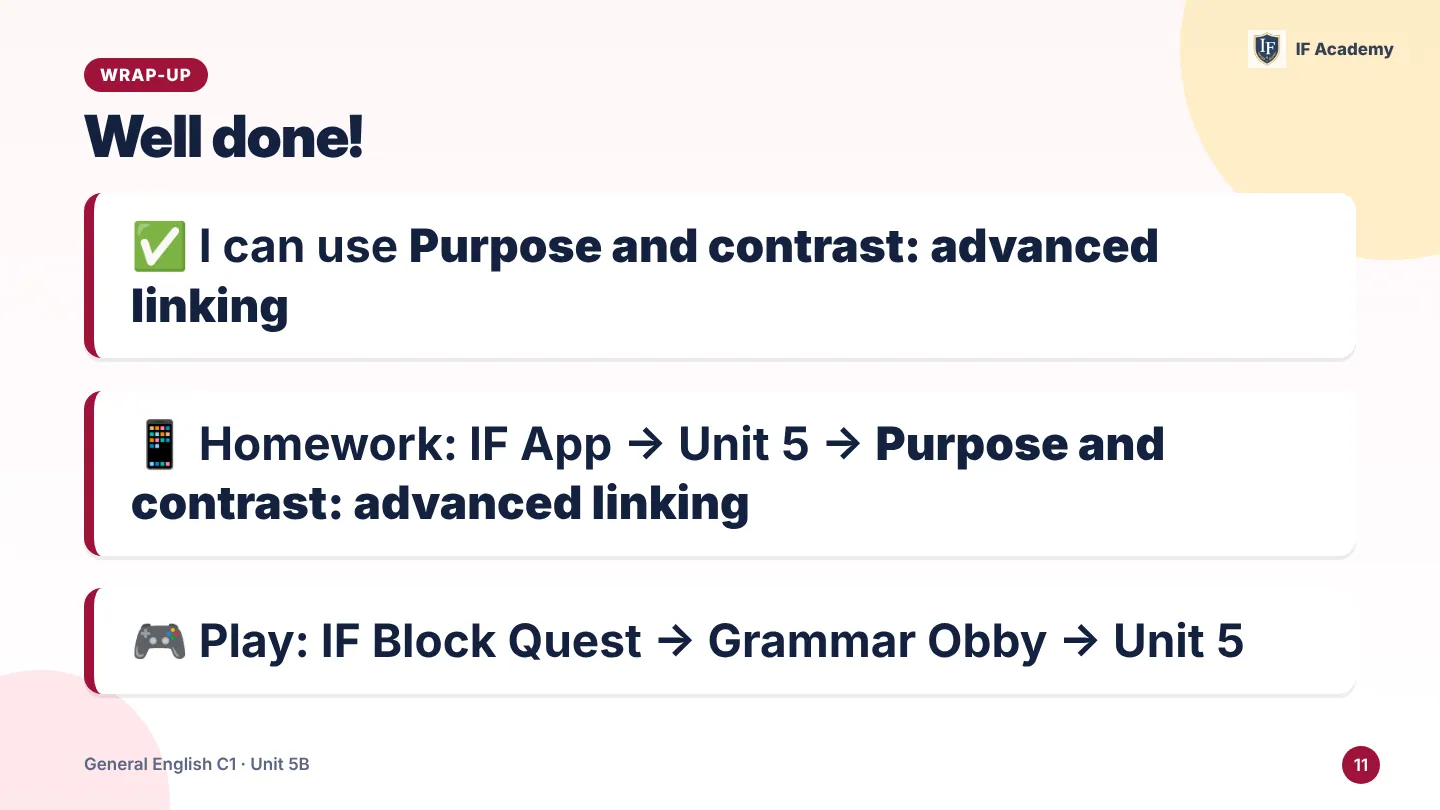 IF Academy
WRAP-UP
Well done!
✅ I can use Purpose and contrast: advanced
linking
📱 Homework: IF App → Unit 5 → Purpose and
contrast: advanced linking
🎮 Play: IF Block Quest → Grammar Obby → Unit 5
General English C1 · Unit 5B
11